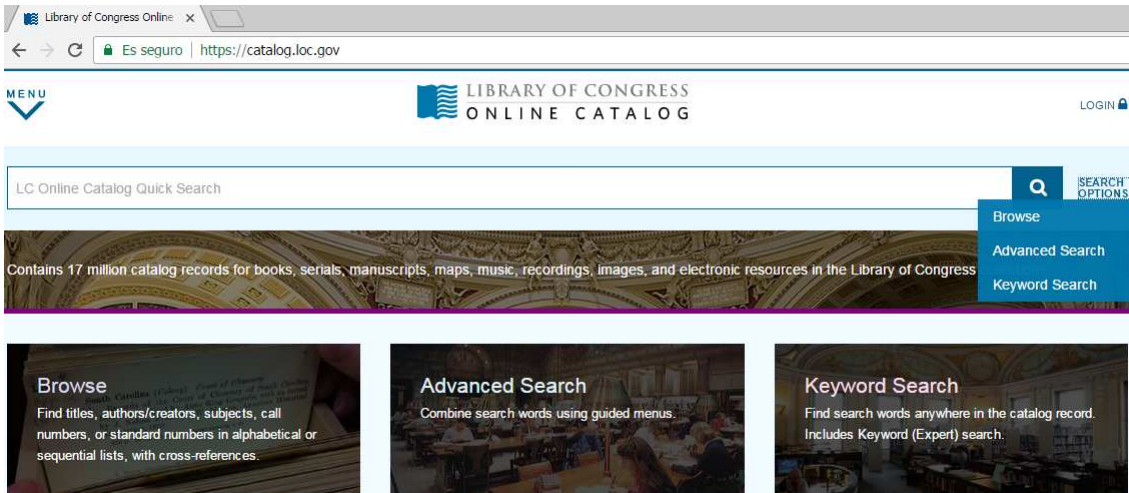 Library of Congress Online
Es seguro | https://catalog.loc.gov
MENU
LIBRARY OF CONGRESS
ONLINE CATALOG
LOGIN
LC Online Catalog Quick Search
SEARCH
OPTIONS
Browse
Advanced Search
Keyword Search
Contains 17 million catalog records for books, serials, manuscripts, maps, music, recordings, images, and electronic resources in the Library of Congress
Browse
Find titles, authors/creators, subjects, call
numbers, or standard numbers in alphabetical or
sequential lists, with cross-references.
Advanced Search
Combine search words using guided menus.
Keyword Search
Find search words anywhere in the catalog record.
Includes Keyword (Expert) search.